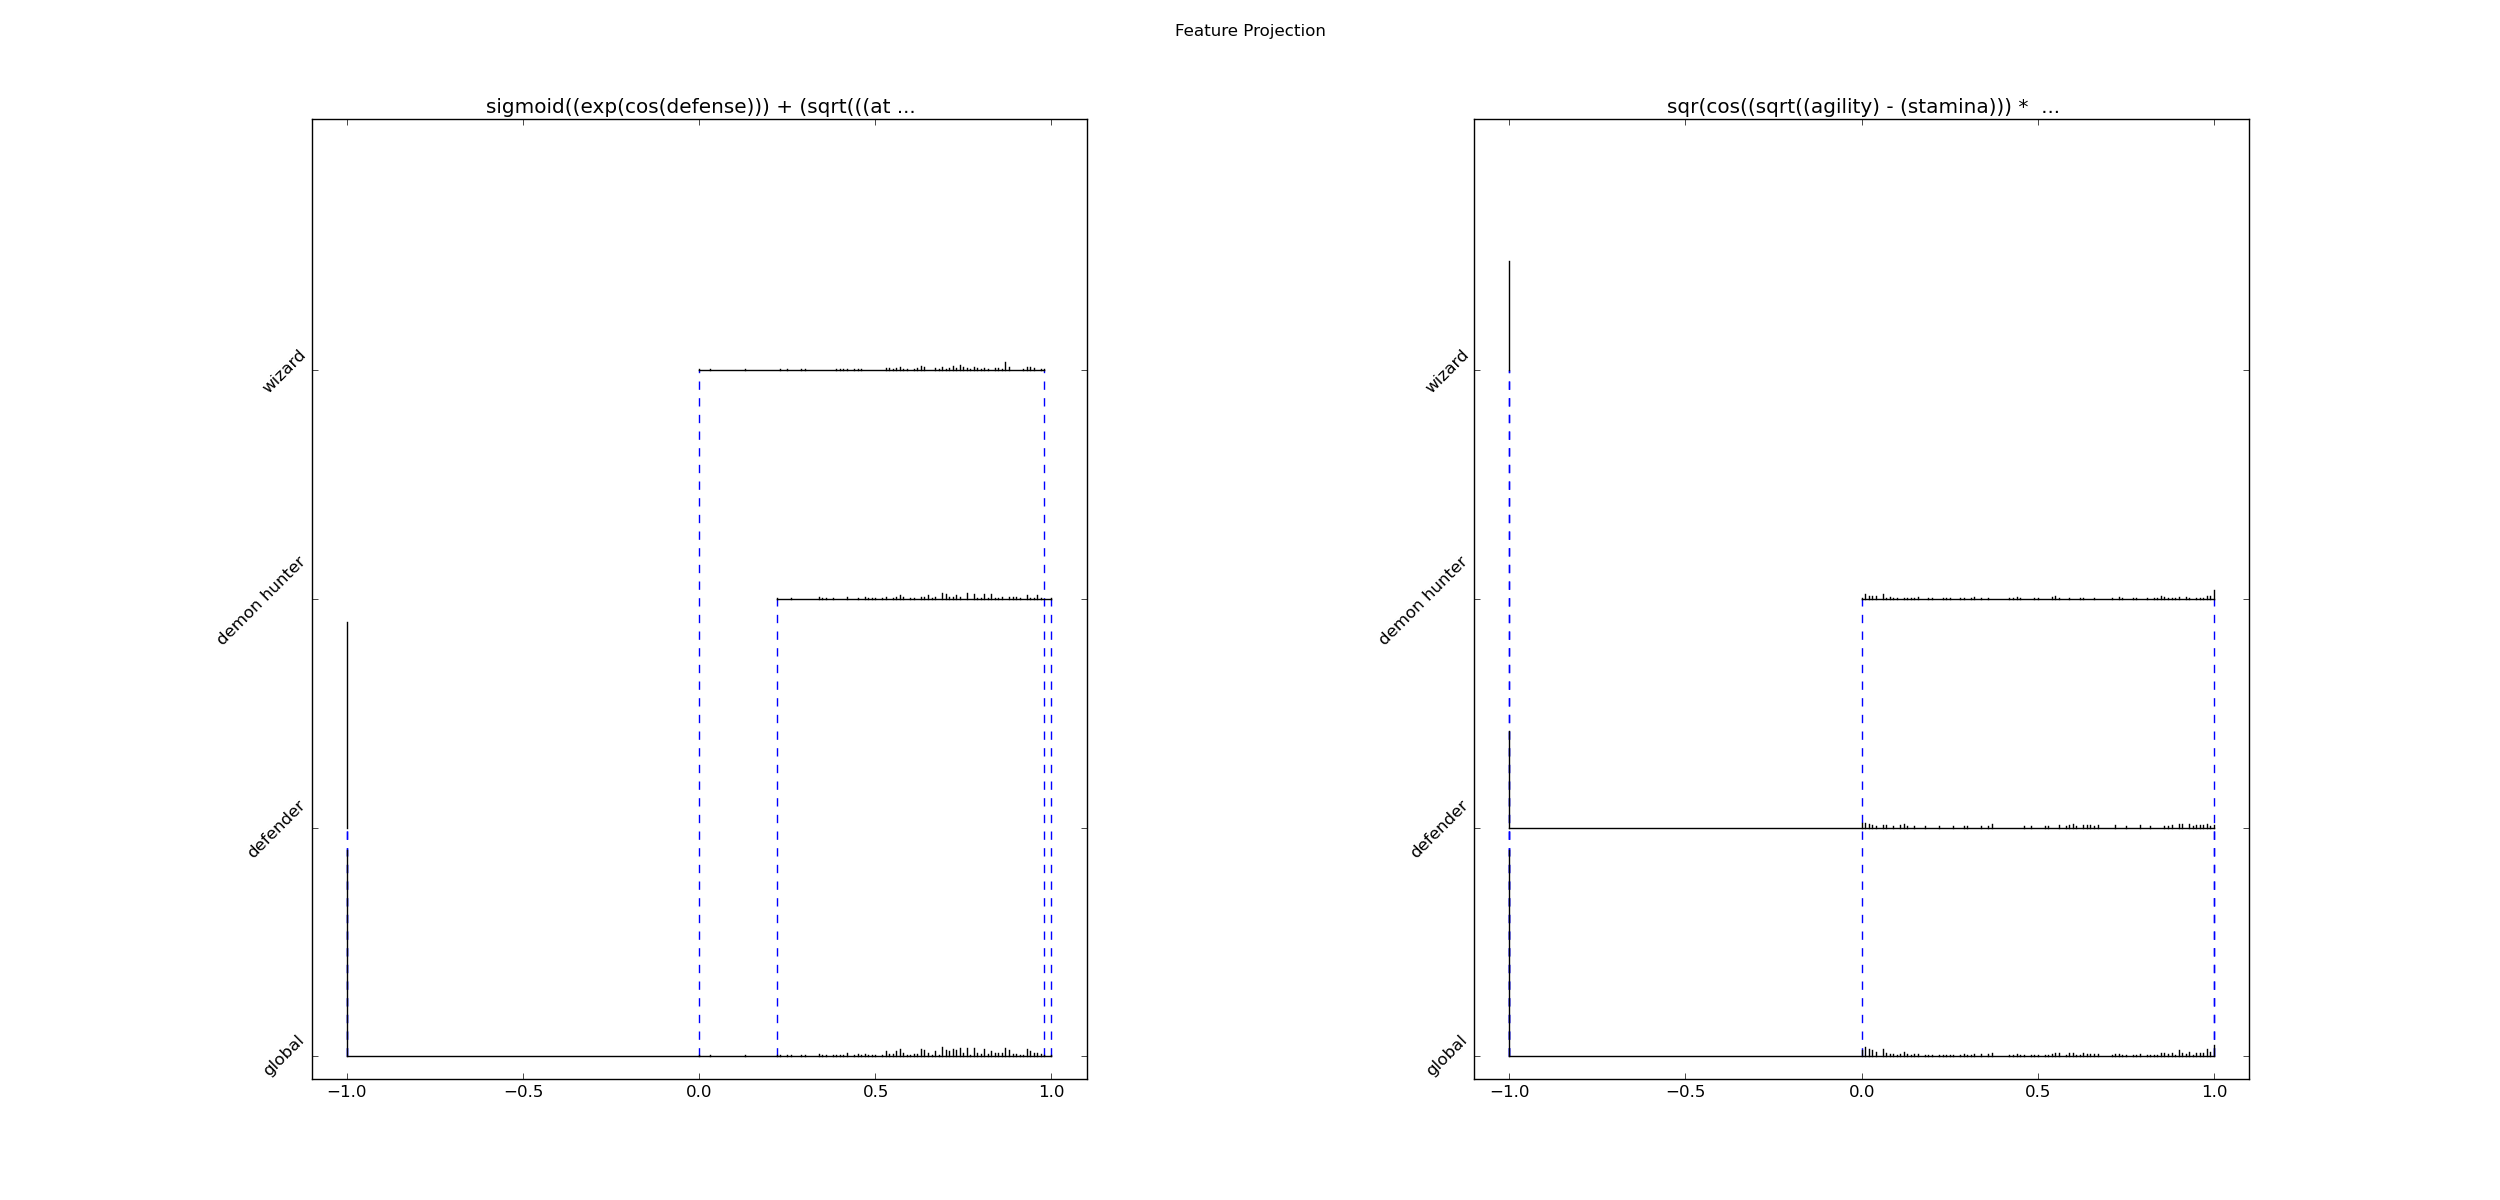 Feature Projection
sigmoid((exp(cos(defense))) + (sqrt(((at ...
wizard
demon hunter
defender
global
−1.0 −0.5 0.0 0.5 1.0
sqr(cos((sqrt((agility) - (stamina))) *  ...
wizard
demon hunter
defender
global
−1.0 −0.5 0.0 0.5 1.0